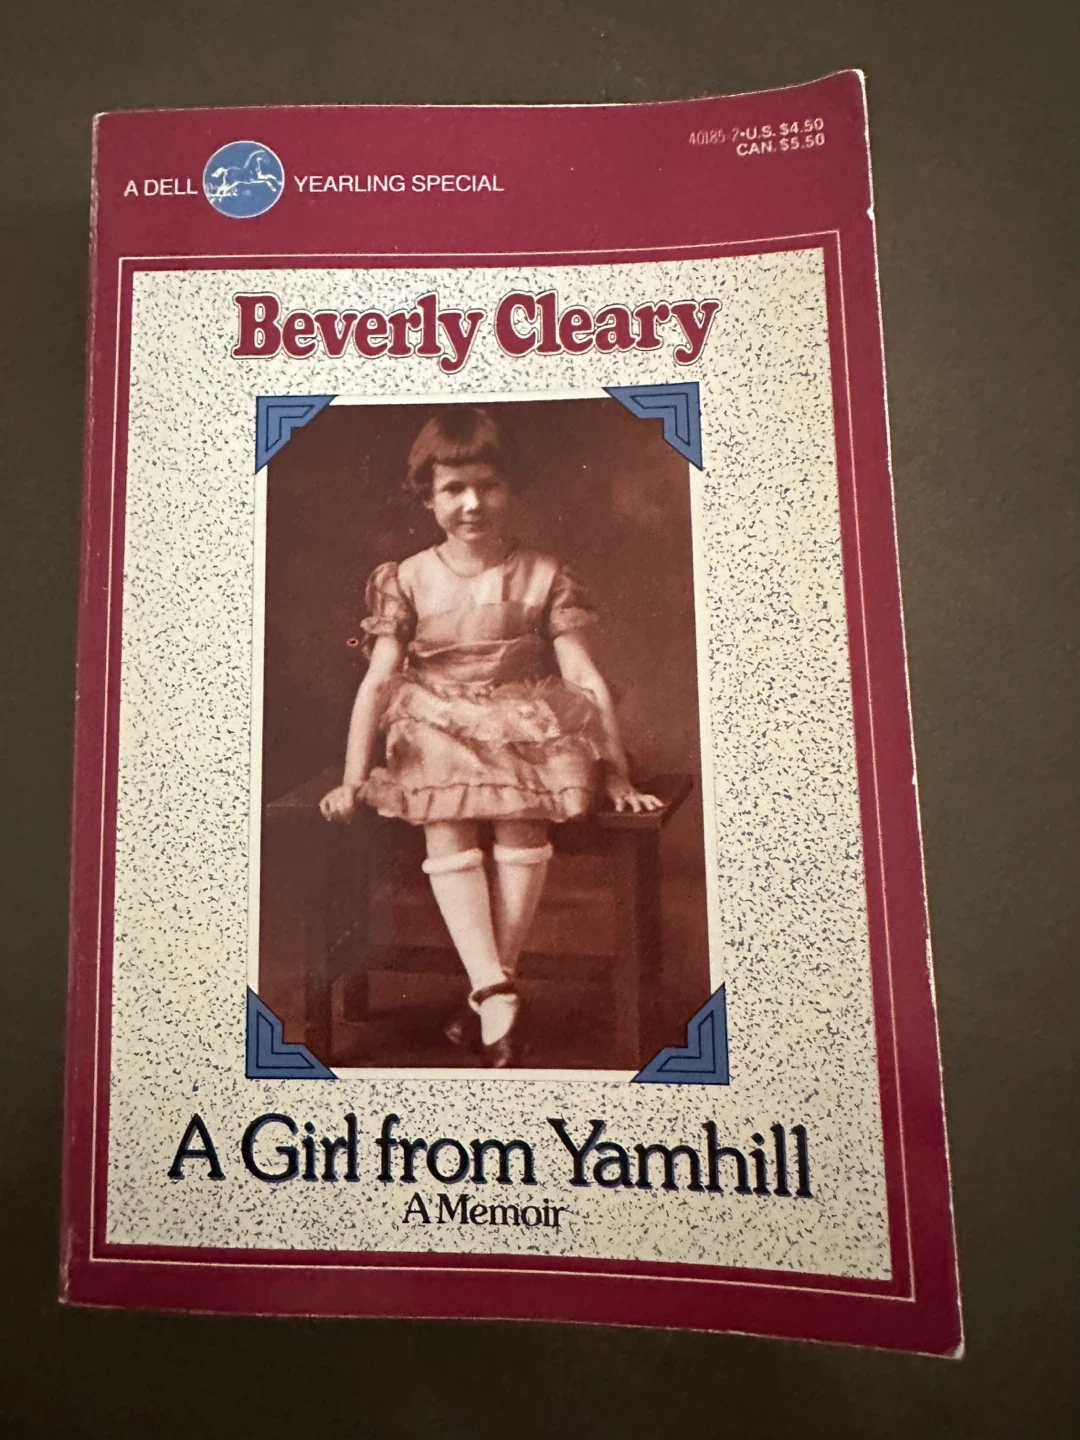 40185-2•U.S. $4.50
CAN. $5.50
A DELL YEARLING SPECIAL
Beverly Cleary
A Girl from Yamhill
A Memoir